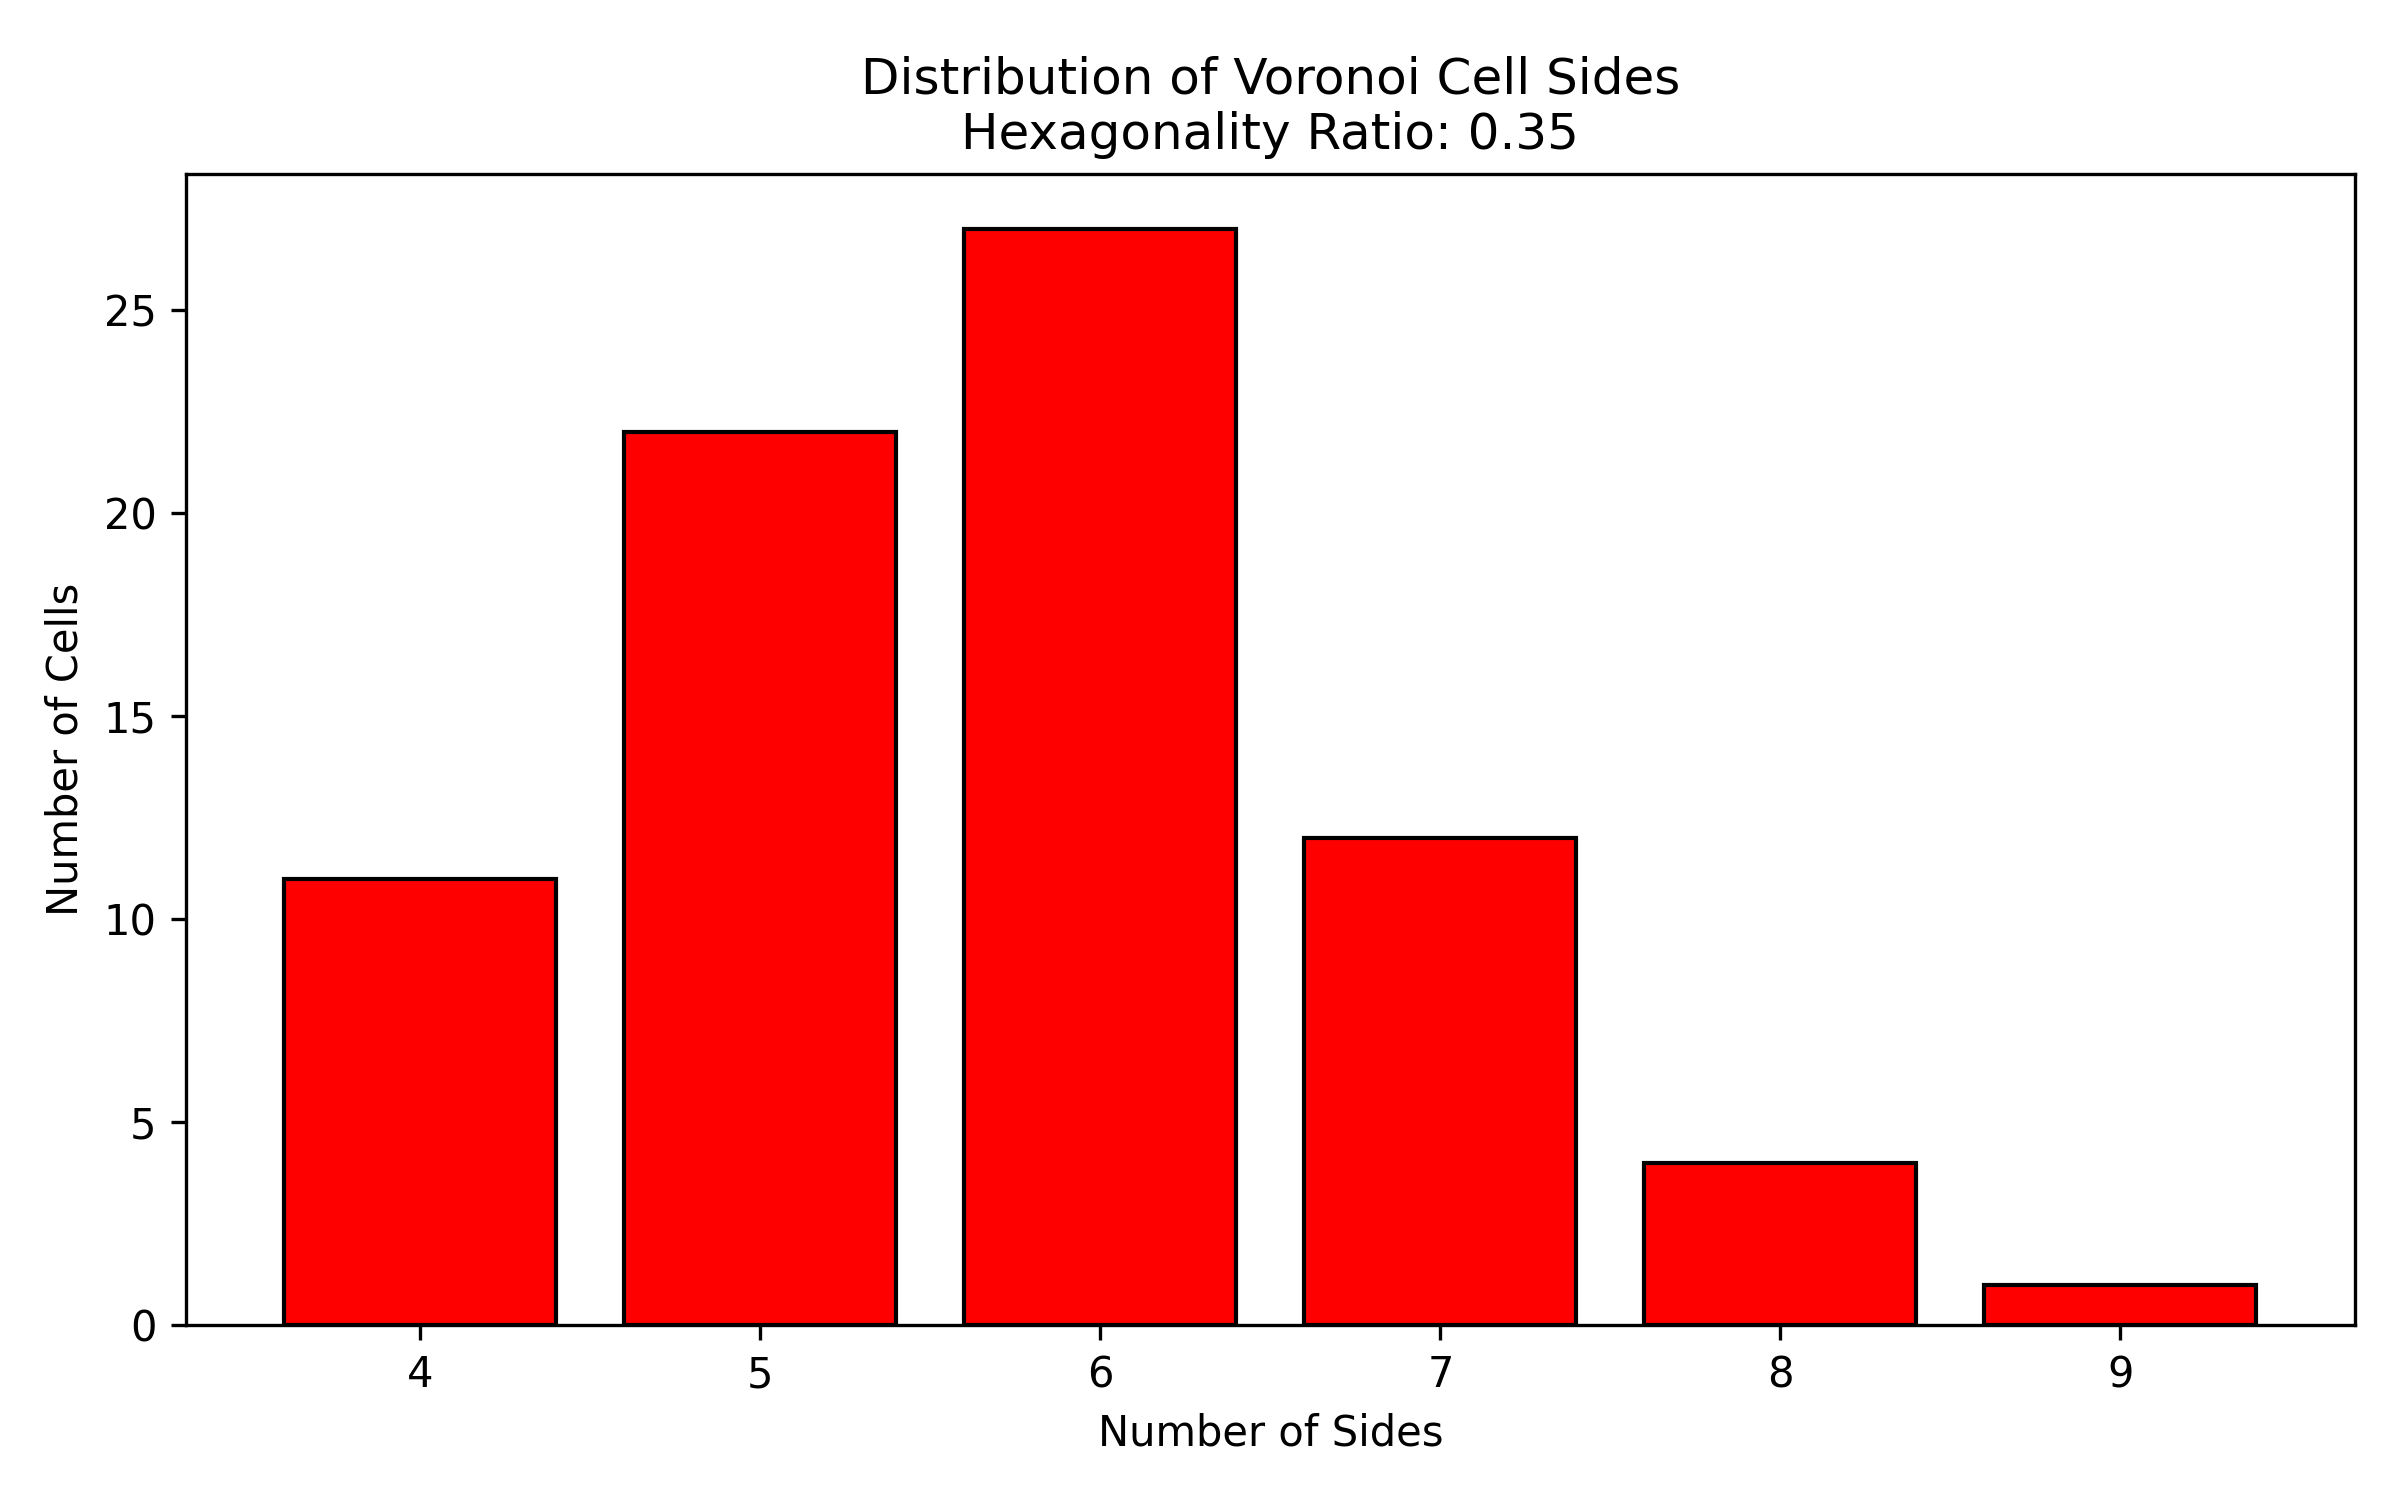 Distribution of Voronoi Cell Sides
Hexagonality Ratio: 0.35
Number of Cells
25
20
15
10
5
0
4 5 6 7 8 9
Number of Sides